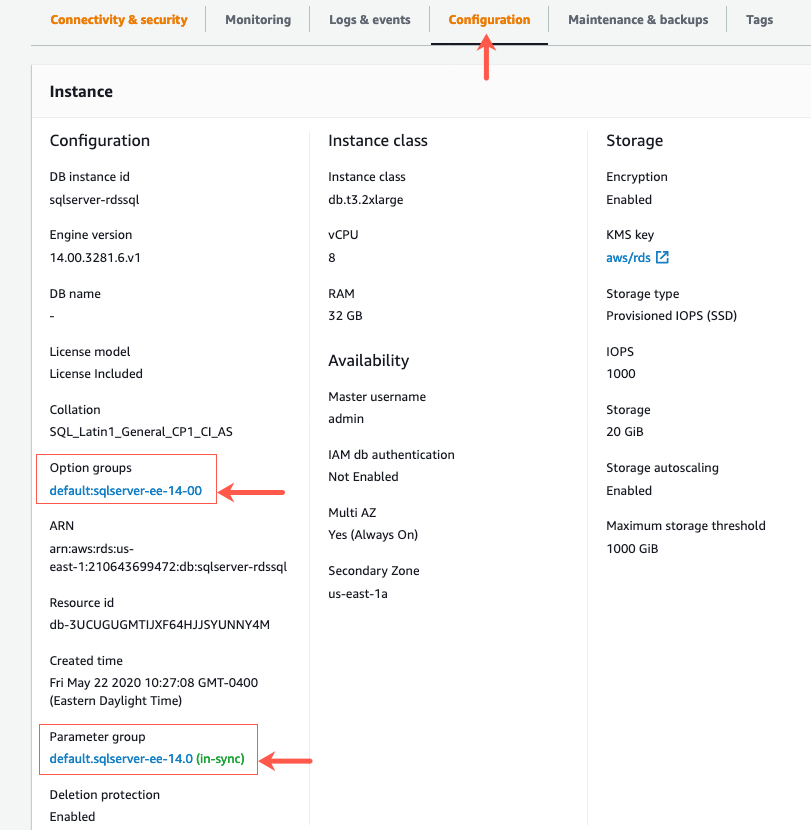 Connectivity & security
Monitoring
Logs & events
Configuration
Maintenance & backups
Tags
Instance
Configuration
DB instance id
sqlserver-rdssql
Engine version
14.00.3281.6.v1
DB name
-
License model
License Included
Collation
SQL_Latin1_General_CP1_CI_AS
Option groups
default:sqlserver-ee-14-00
ARN
arn:aws:rds:us-
east-1:210643699472:db:sqlserver-rdssql
Resource id
db-3UCUGUGMTIJXF64HJJSYUNNY4M
Created time
Fri May 22 2020 10:27:08 GMT-0400
(Eastern Daylight Time)
Parameter group
default.sqlserver-ee-14.0 (in-sync)
Deletion protection
Enabled
Instance class
Instance class
db.t3.2xlarge
vCPU
8
RAM
32 GB
Availability
Master username
admin
IAM db authentication
Not Enabled
Multi AZ
Yes (Always On)
Secondary Zone
us-east-1a
Storage
Encryption
Enabled
KMS key
aws/rds
Storage type
Provisioned IOPS (SSD)
IOPS
1000
Storage
20 GiB
Storage autoscaling
Enabled
Maximum storage threshold
1000 GiB